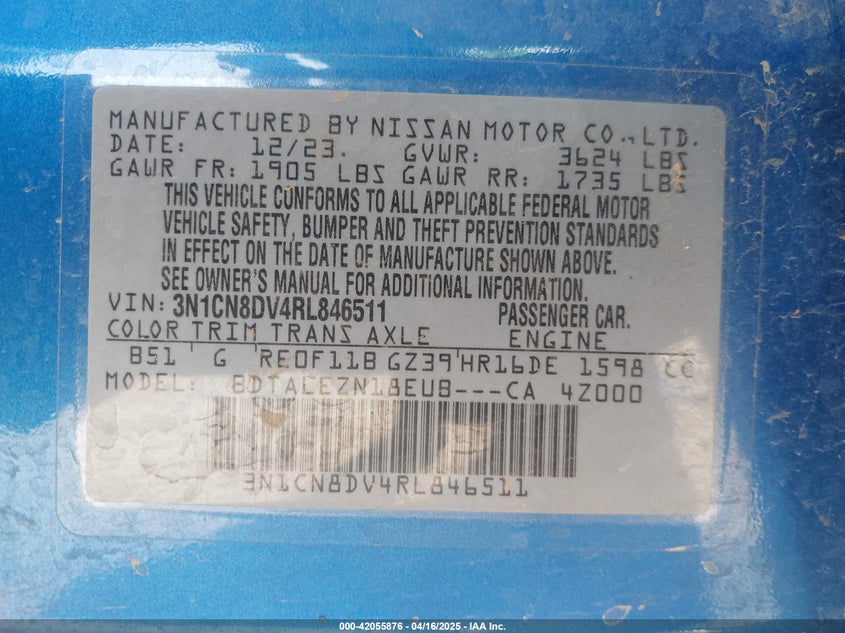 MANUFACTURED BY NISSAN MOTOR CO., LTD.
DATE: 12/23. GVWR: 3624 LBS
GAWR FR: 1905 LBS GAWR RR: 1735 LBS
THIS VEHICLE CONFORMS TO ALL APPLICABLE FEDERAL MOTOR
VEHICLE SAFETY, BUMPER AND THEFT PREVENTION STANDARDS
IN EFFECT ON THE DATE OF MANUFACTURE SHOWN ABOVE.
SEE OWNER'S MANUAL FOR ADDITIONAL INFORMATION.
VIN: 3N1CN8DV4RL846511 PASSENGER CAR.
COLOR TRIM TRANS AXLE ENGINE
B51 G RE0F11B GZ39 HR16DE 1598 CC
MODEL: BDTALEZN18EUB---CA 4Z000
3N1CN8DV4RL846511
000-42055876 - 04/16/2025 - IAA Inc.